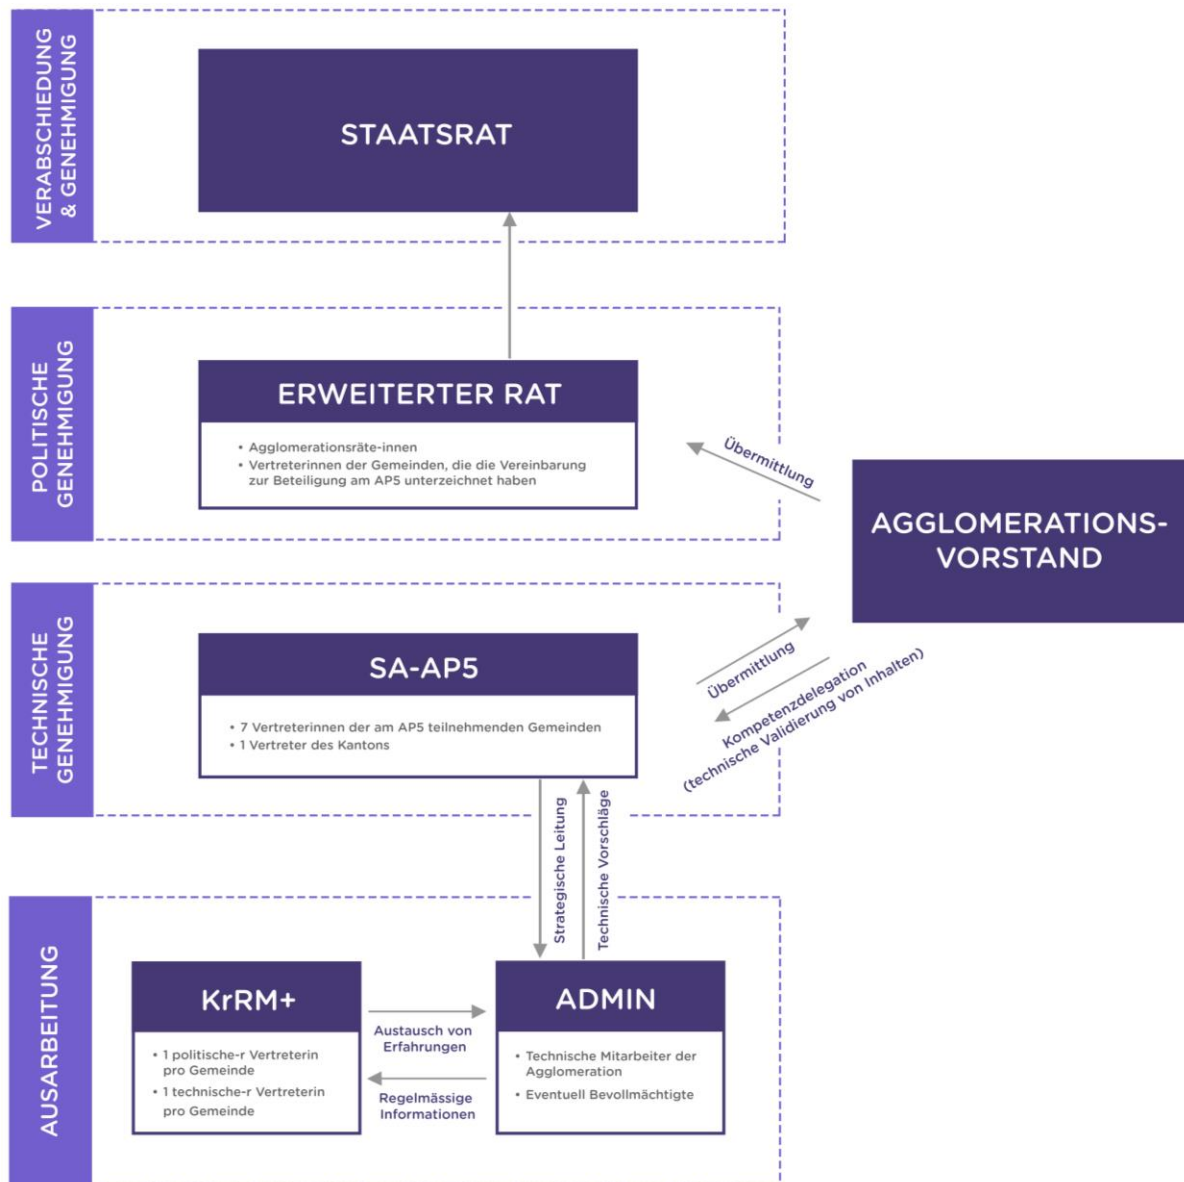 VERABSCHIEDUNG
& GENEHMIGUNG
STAATSRAT
POLITISCHE
GENEHMIGUNG
ERWEITERTER RAT
• Agglomerationsräte-innen
• Vertreterinnen der Gemeinden, die die Vereinbarung
zur Beteiligung am AP5 unterzeichnet haben
Übermittlung
AGGLOMERATIONS-
VORSTAND
TECHNISCHE
GENEHMIGUNG
SA-AP5
• 7 Vertreterinnen der am AP5 teilnehmenden Gemeinden
• 1 Vertreter des Kantons
Übermittlung
Kompetenzdelegation
(technische Validierung von Inhalten)
Strategische Leitung
Technische Vorschläge
AUSARBEITUNG
KrRM+
• 1 politische-r Vertreterin
pro Gemeinde
• 1 technische-r Vertreterin
pro Gemeinde
Austausch von
Erfahrungen
Regelmässige
Informationen
ADMIN
• Technische Mitarbeiter der
Agglomeration
• Eventuell Bevollmächtigte